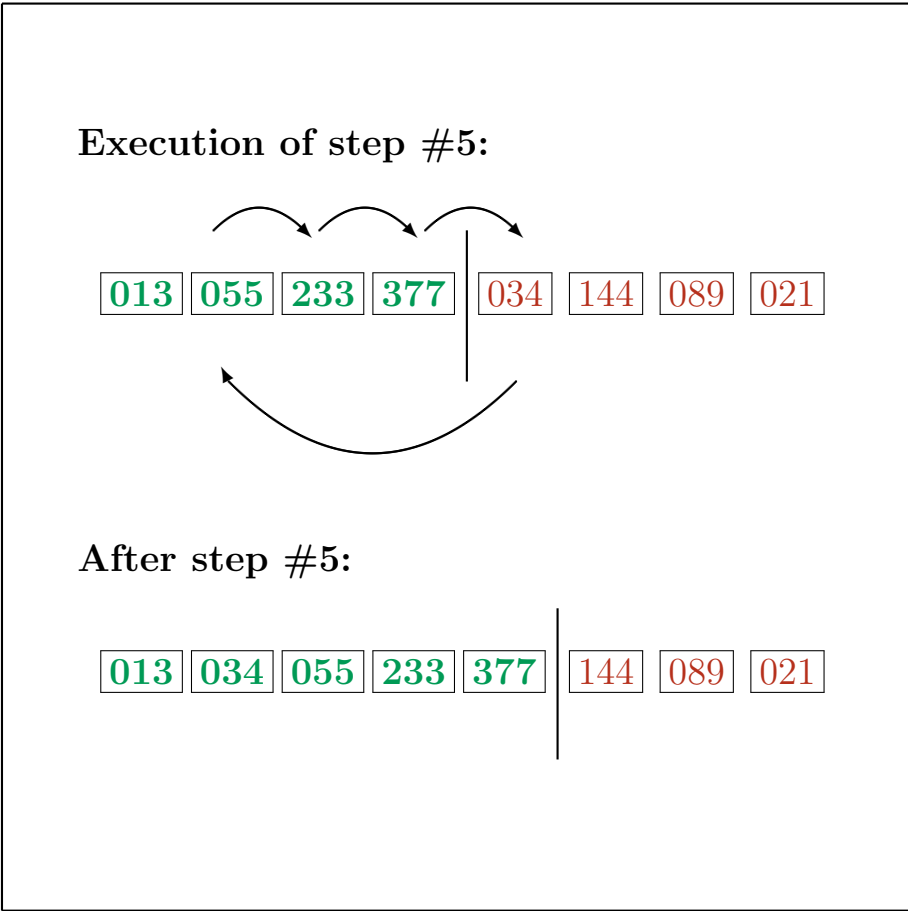 Execution of step #5:
013 055 233 377 034 144 089 021
After step #5:
013 034 055 233 377 144 089 021